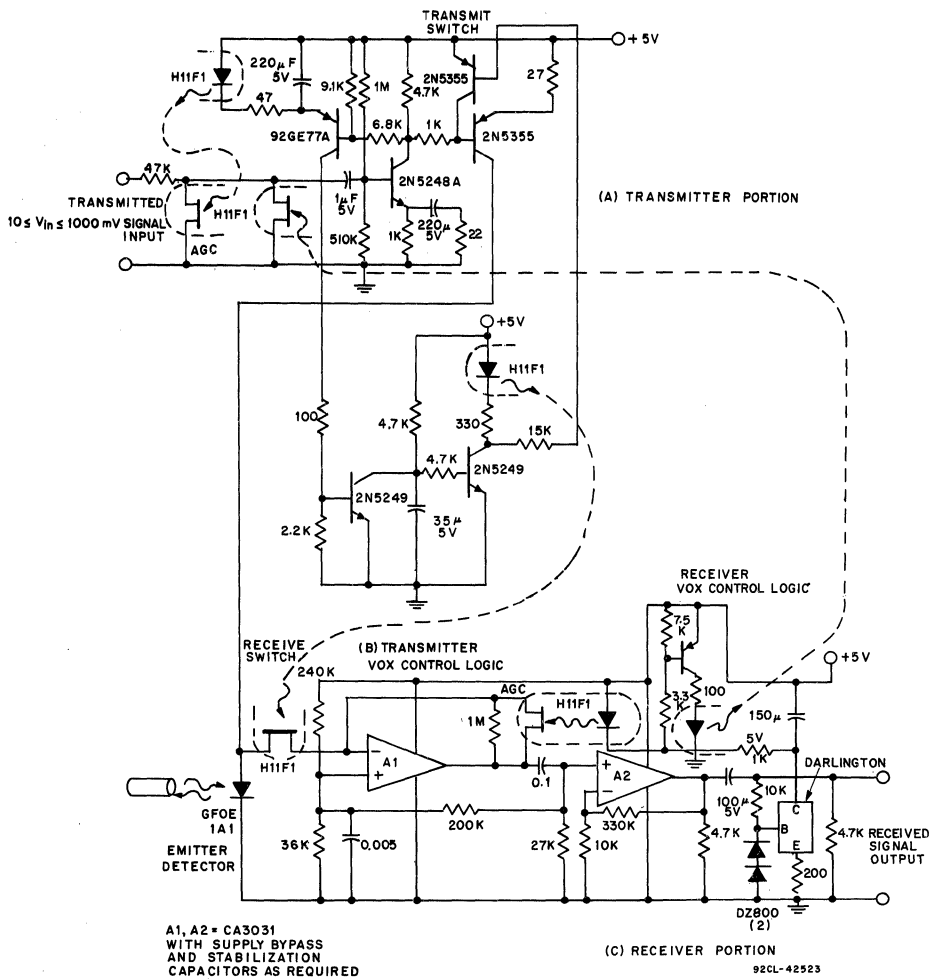 TRANSMIT
SWITCH
+5V
H11F1
220µF
5V
9.1K
1M
4.7K
2N5355
27
47
92GE77A
6.8K
1K
2N5355
47K
1µF
5V
2N5248A
(A) TRANSMITTER PORTION
TRANSMITTED
10 ≤ Vin ≤ 1000 mV SIGNAL
INPUT
H11F1
AGC
510K
1K
220µ
5V
22
+5V
H11F1
100
4.7K
330
15K
4.7K
2N5249
2N5249
2.2K
35µ
5V
RECEIVER
VOX CONTROL LOGIC
RECEIVE
SWITCH
(B) TRANSMITTER
VOX CONTROL LOGIC
7.5
K
+5V
240K
AGC
H11F1
3.3
K
100
150µ
1M
5V
1K
H11F1
−
A1
+
0.1
+
A2
−
DARLINGTON
GFOE
1A1
EMITTER
DETECTOR
100µ
5V
10K
C
B
E
200K
330K
36K
0.005
27K
10K
4.7K
4.7K RECEIVED
SIGNAL
OUTPUT
200
DZ800
(2)
A1, A2 = CA3031
WITH SUPPLY BYPASS
AND STABILIZATION
CAPACITORS AS REQUIRED
(C) RECEIVER PORTION
92CL-42523